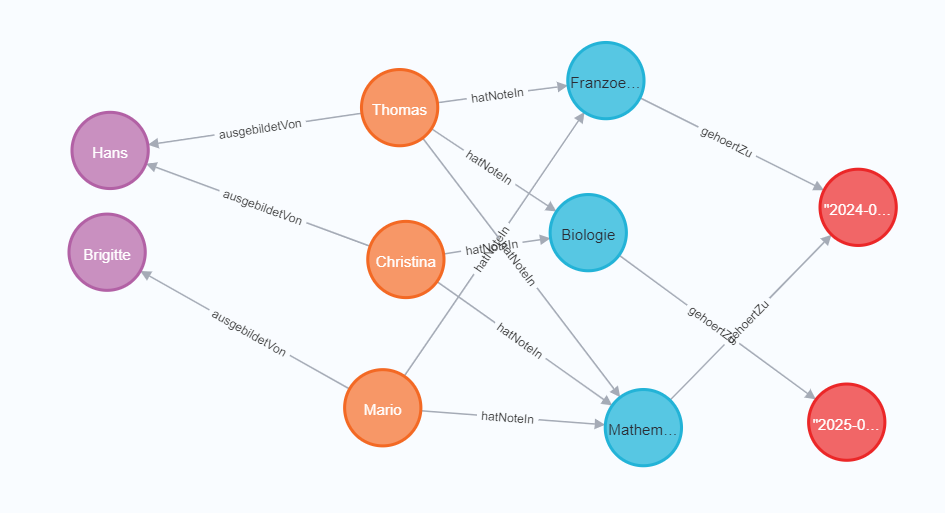 Franzoe...
hatNoteIn
Thomas
ausgebildetVon
Hans
gehoertZu
hatNoteIn
ausgebildetVon
"2024-0...
Biologie
hatNoteIn
Brigitte
Christina
hatNoteIn
hatNoteIn
ausgebildetVon
gehoertZu
gehoertZu
hatNoteIn
Mario
hatNoteIn
Mathem...
"2025-0...